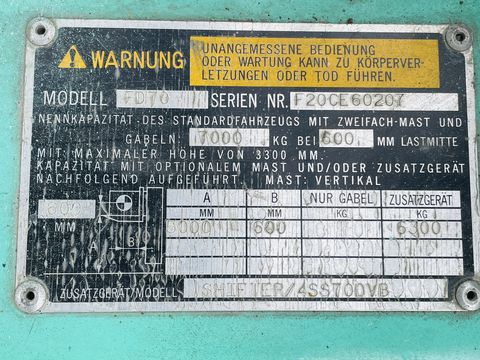 WARNUNG
UNANGEMESSENE BEDIENUNG
ODER WARTUNG KANN ZU KÖRPERVER-
LETZUNGEN ODER TOD FÜHREN.
MODELL FD70 SERIEN NR. F20CE60207
NENNKAPAZITÄT DES STANDARDFAHRZEUGS MIT ZWEIFACH-MAST UND
GABELN: 7000 KG BEI 600 MM LASTMITTE
MIT MAXIMALER HÖHE VON 3300 MM.
KAPAZITÄT MIT OPTIONALEM MAST UND/ODER ZUSATZGERÄT
NACHFOLGEND AUFGEFÜHRT. MAST: VERTIKAL
A B NUR GABEL ZUSATZGERÄT
MM MM KG KG
600 MM
5000 600 6300
A
B
ZUSATZGERÄT/MODELL SHIFTER/4SS70DVB